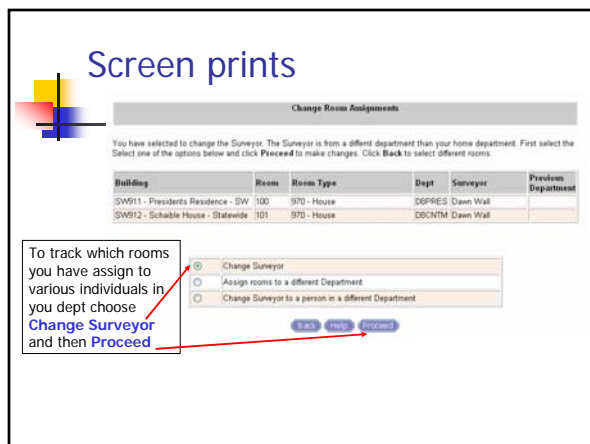 Screen prints
Change Room Assignments
You have selected to change the Surveyor. The Surveyor is from a differnt department than your home department. First select the
Select one of the options below and click Proceed to make changes. Click Back to select different rooms.
Building Room Room Type Dept Surveyor Previous Department
SW911 - Presidents Residence - SW 100 970 - House D8PRES Dawn Wall
SW912 - Schaible House - Statewide 101 970 - House D8CNTM Dawn Wall
To track which rooms
you have assign to
various individuals in
you dept choose
Change Surveyor
and then Proceed
Change Surveyor
Assign rooms to a different Department
Change Surveyor to a person in a different Department
Back Help Proceed